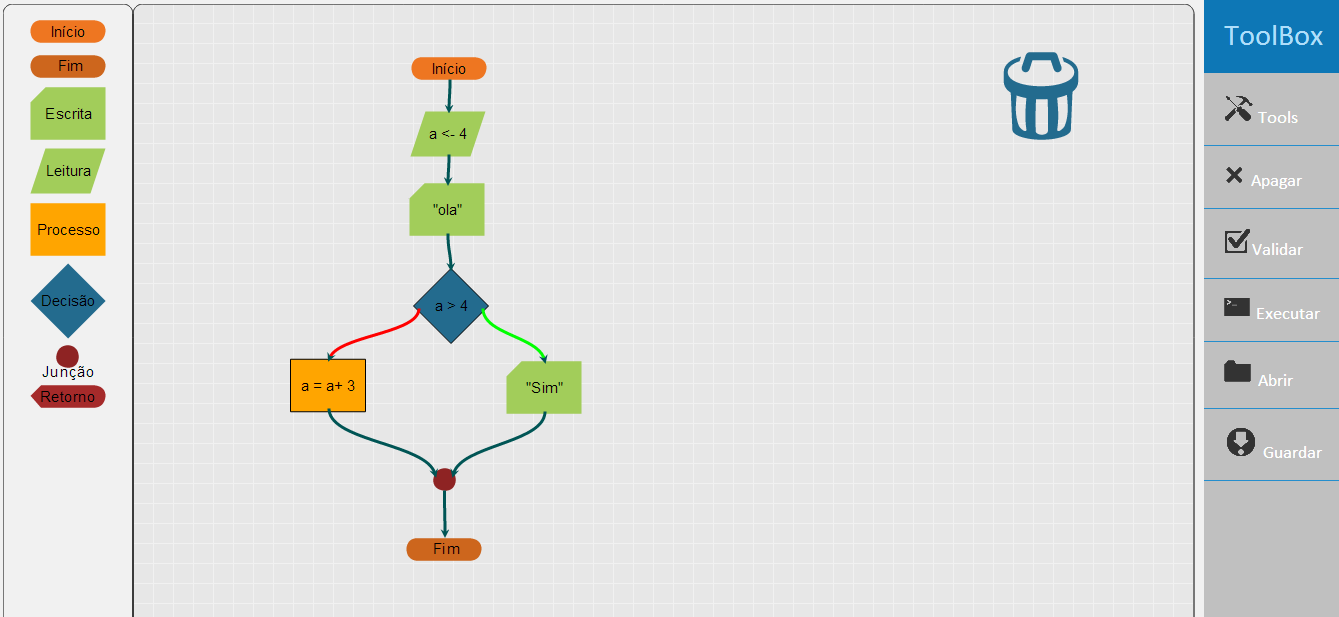 Início
Fim
Escrita
Leitura
Processo
Decisão
Junção
Retorno
Início
a <- 4
"ola"
a > 4
a = a+ 3
"Sim"
Fim
ToolBox
Tools
Apagar
Validar
Executar
Abrir
Guardar